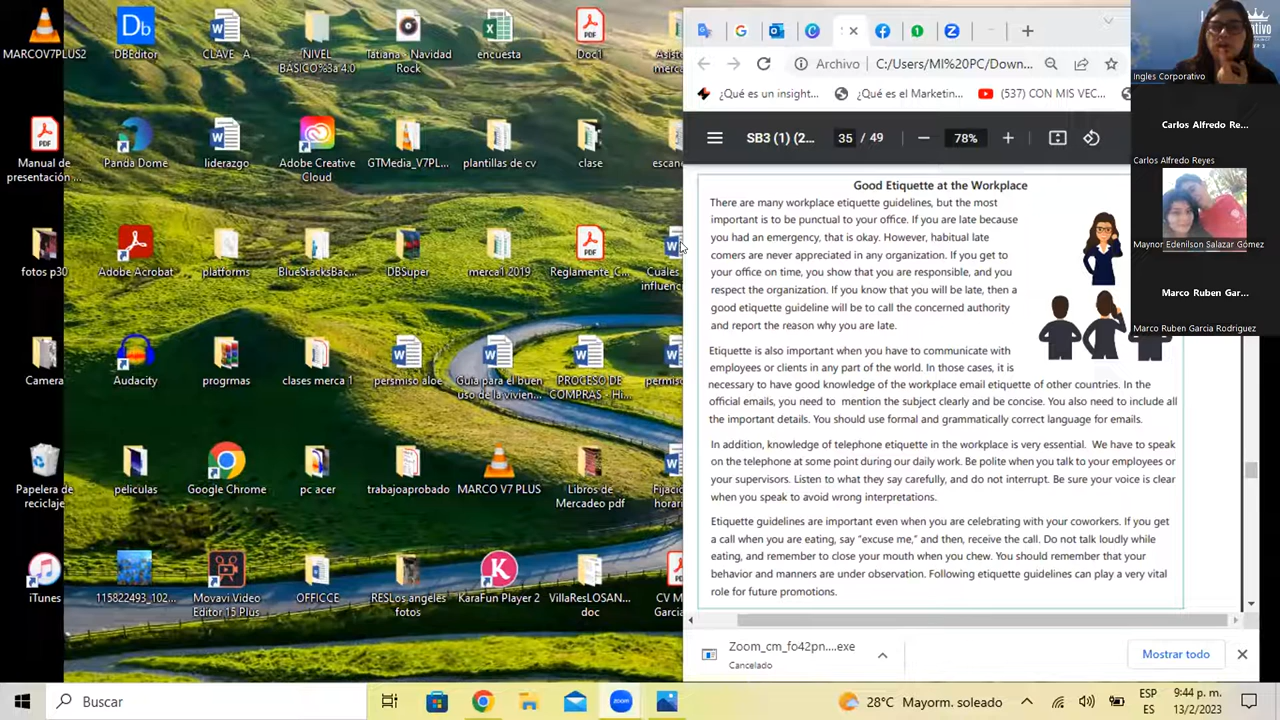 MARCOV7PLUS2
DBEditor
CLAVE_A
NIVEL
BÁSICO%3a 4.0
Tatiana - Navidad
Rock
encuesta
Doc1
Manual de
presentación ...
Panda Dome
liderazgo
Adobe Creative
Cloud
GTMedia_V7PL...
plantillas de cv
clase
fotos p30
Adobe Acrobat
platforms
BlueStacksBac...
DBSuper
merca1 2019
Reglamento_C...
Camera
Audacity
progrmas
clases merca 1
persmiso aloe
Guia para el buen
uso de la vivien...
PROCESO DE
COMPRAS - Hi...
Papelera de
reciclaje
peliculas
Google Chrome
pc acer
trabajoaprobado
MARCO V7 PLUS
Libros de
Mercadeo pdf
iTunes
115822493_102...
Movavi Video
Editor 15 Plus...
OFFICCE
RESLos angeles
fotos
KaraFun Player 2
VillaResLOSAN...
doc
CV M
Garcia
Archivo
C:/Users/MI%20PC/Down...
¿Qué es un insight...
¿Qué es el Marketin...
(537) CON MIS VEC...
SB3 (1) (2...
35 / 49
78%
Good Etiquette at the Workplace
There are many workplace etiquette guidelines, but the most
important is to be punctual to your office. If you are late because
you had an emergency, that is okay. However, habitual late
comers are never appreciated in any organization. If you get to
your office on time, you show that you are responsible, and you
respect the organization. If you know that you will be late, then a
good etiquette guideline will be to call the concerned authority
and report the reason why you are late.
Etiquette is also important when you have to communicate with
employees or clients in any part of the world. In those cases, it is
necessary to have good knowledge of the workplace email etiquette of other countries. In the
official emails, you need to mention the subject clearly and be concise. You also need to include all
the important details. You should use formal and grammatically correct language for emails.
In addition, knowledge of telephone etiquette in the workplace is very essential. We have to speak
on the telephone at some point during our daily work. Be polite when you talk to your employees or
your supervisors. Listen to what they say carefully, and do not interrupt. Be sure your voice is clear
when you speak to avoid wrong interpretations.
Etiquette guidelines are important even when you are celebrating with your coworkers. If you get
a call when you are eating, say “excuse me,” and then, receive the call. Do not talk loudly while
eating, and remember to close your mouth when you chew. You should remember that your
behavior and manners are under observation. Following etiquette guidelines can play a very vital
role for future promotions.
Zoom_cm_fo42pn....exe
Cancelado
Mostrar todo
Ingles Corporativo
Carlos Alfredo Re...
Carlos Alfredo Reyes
Maynor Edenilson Salazar Gómez
Marco Ruben Gar...
Marco Ruben Garcia Rodriguez
Buscar
28°C Mayorm. soleado
ESP
ES
9:44 p. m.
13/2/2023